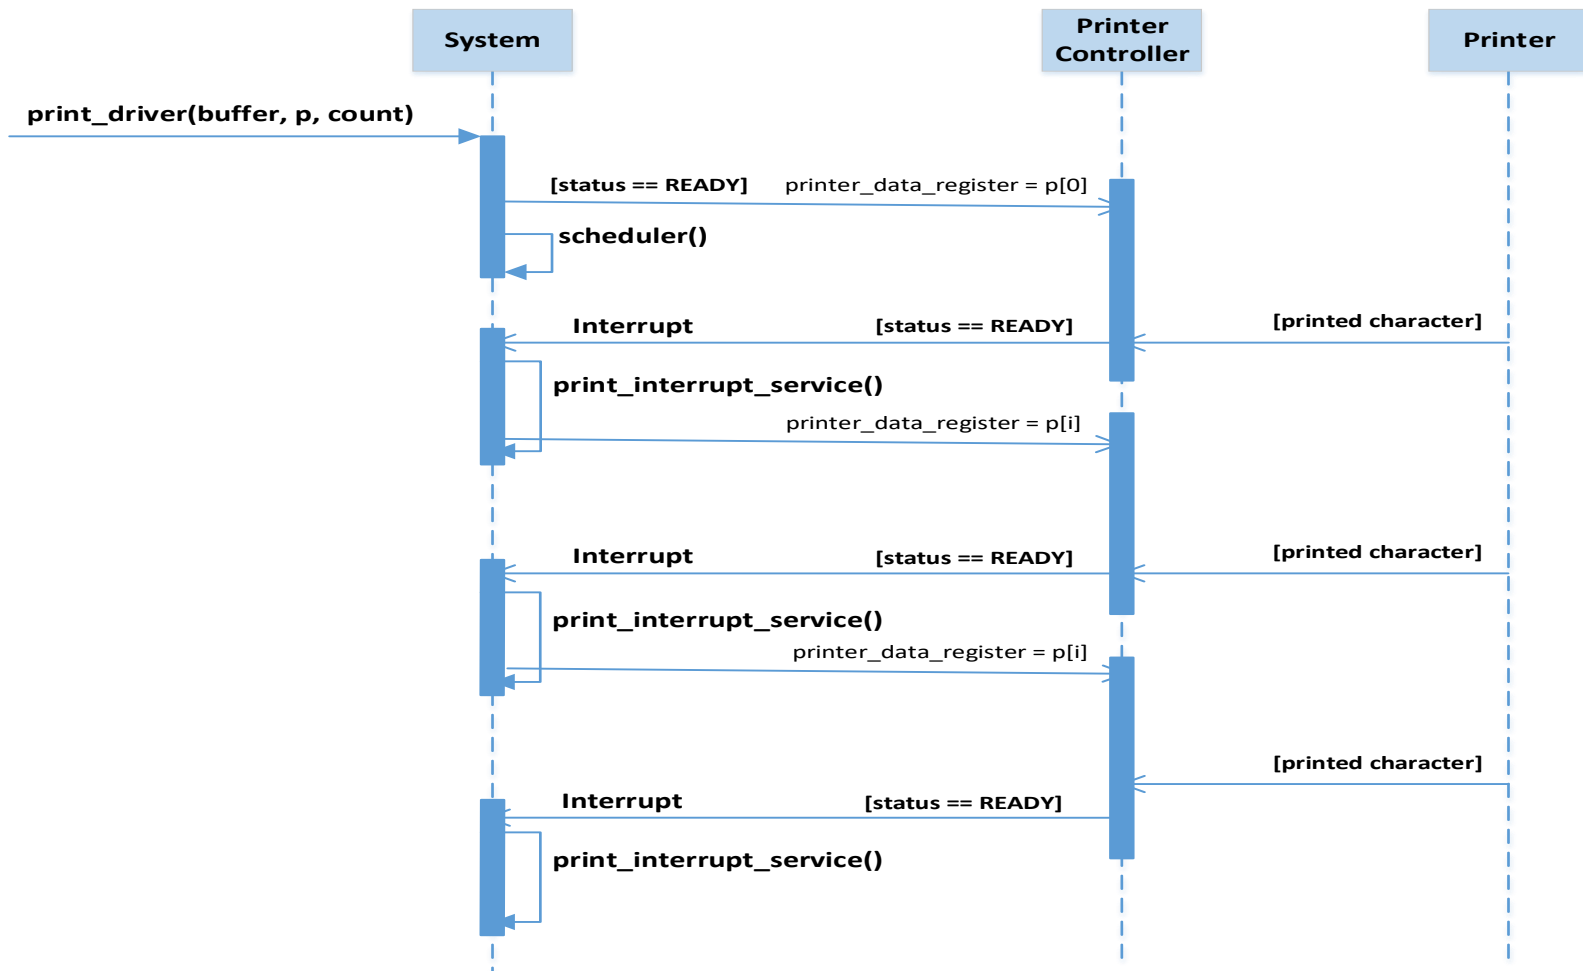 System
Printer
Controller
Printer
print_driver(buffer, p, count)
[status == READY] printer_data_register = p[0]
scheduler()
Interrupt [status == READY] [printed character]
print_interrupt_service()
printer_data_register = p[i]
Interrupt [status == READY] [printed character]
print_interrupt_service()
printer_data_register = p[i]
[printed character]
Interrupt [status == READY]
print_interrupt_service()